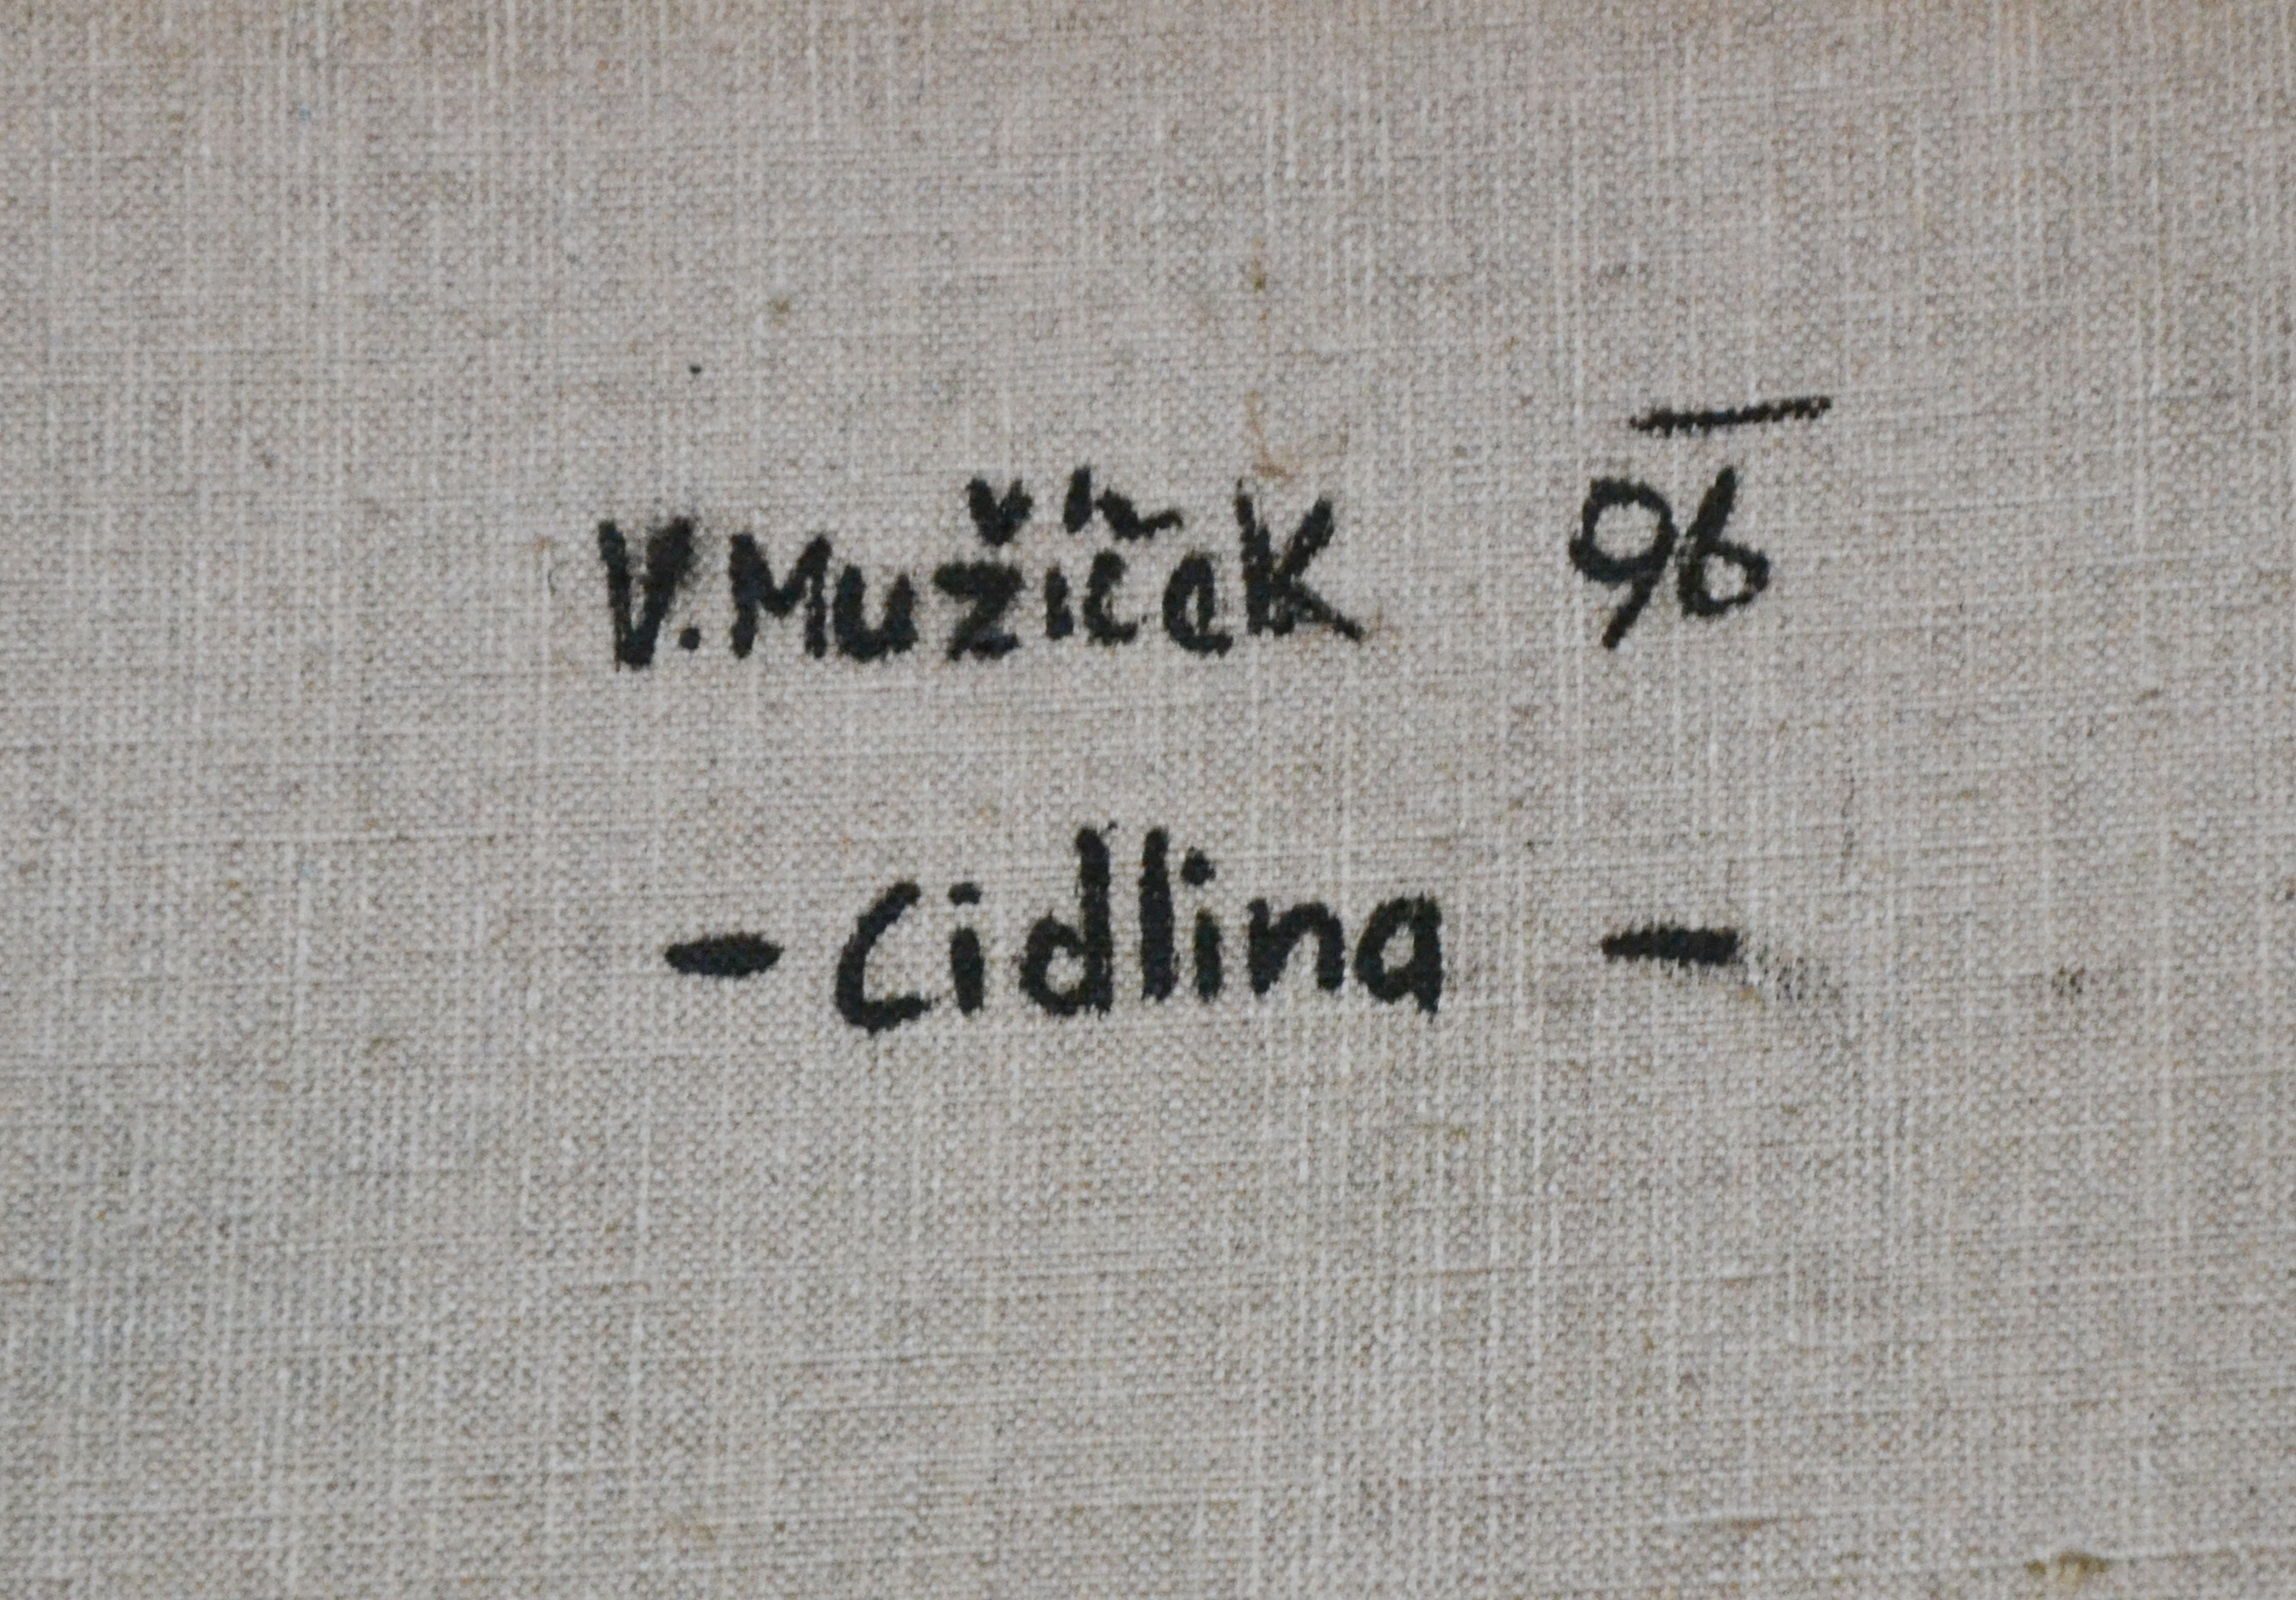 V. Mužíček 96
- Cidlina -